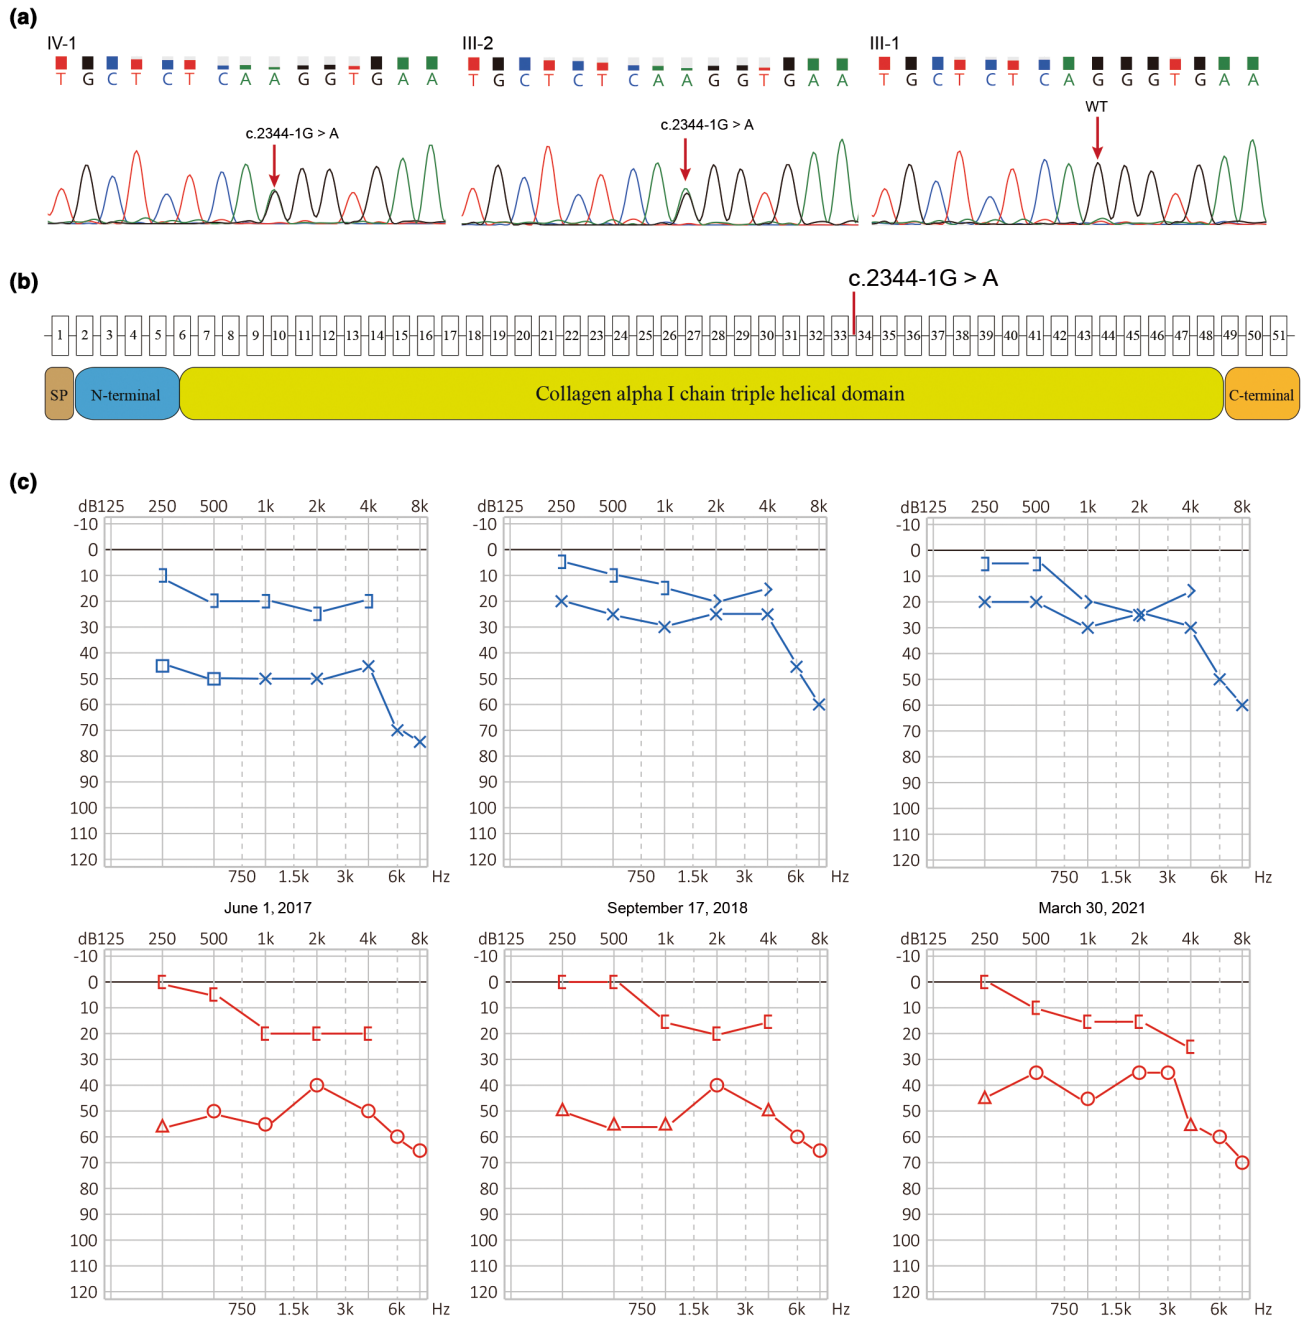 (a)
IV-1
T G C T C T C A A G G T G A A
c.2344-1G > A
III-2
T G C T C T C A A G G T G A A
c.2344-1G > A
III-1
T G C T C T C A G G G T G A A
WT
(b)
c.2344-1G > A
1 2 3 4 5 6 7 8 9 10 11 12 13 14 15 16 17 18 19 20 21 22 23 24 25 26 27 28 29 30 31 32 33 34 35 36 37 38 39 40 41 42 43 44 45 46 47 48 49 50 51
SP N-terminal Collagen alpha I chain triple helical domain C-terminal
(c)
dB125 250 500 1k 2k 4k 8k
-10
0
10
20
30
40
50
60
70
80
90
100
110
120
750 1.5k 3k 6k Hz
June 1, 2017
dB125 250 500 1k 2k 4k 8k
-10
0
10
20
30
40
50
60
70
80
90
100
110
120
750 1.5k 3k 6k Hz
September 17, 2018
dB125 250 500 1k 2k 4k 8k
-10
0
10
20
30
40
50
60
70
80
90
100
110
120
750 1.5k 3k 6k Hz
March 30, 2021
dB125 250 500 1k 2k 4k 8k
-10
0
10
20
30
40
50
60
70
80
90
100
110
120
750 1.5k 3k 6k Hz
dB125 250 500 1k 2k 4k 8k
-10
0
10
20
30
40
50
60
70
80
90
100
110
120
750 1.5k 3k 6k Hz
dB125 250 500 1k 2k 4k 8k
-10
0
10
20
30
40
50
60
70
80
90
100
110
120
750 1.5k 3k 6k Hz